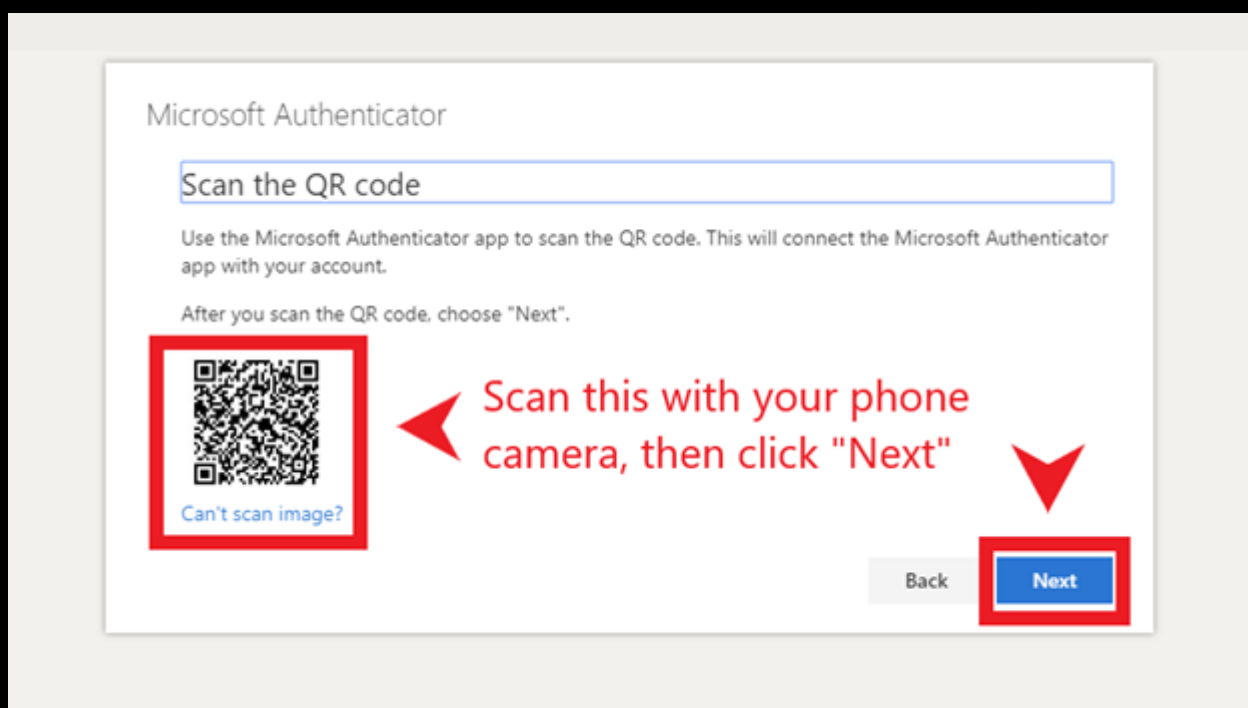 Microsoft Authenticator
Scan the QR code
Use the Microsoft Authenticator app to scan the QR code. This will connect the Microsoft Authenticator
app with your account.
After you scan the QR code, choose "Next".
Scan this with your phone
camera, then click "Next"
Can't scan image?
Back
Next